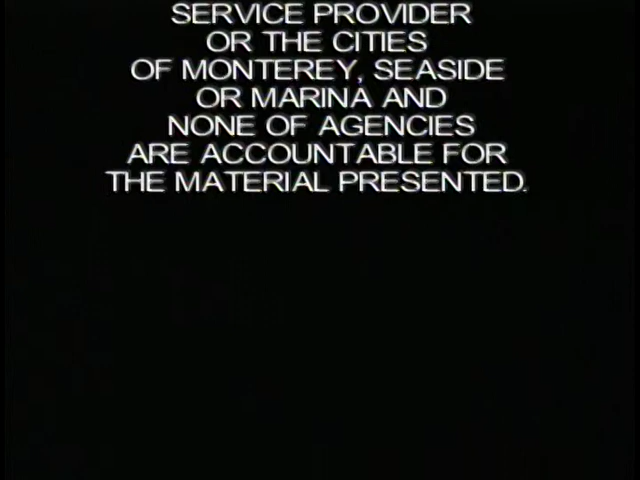 SERVICE PROVIDER
OR THE CITIES
OF MONTEREY, SEASIDE
OR MARINA AND
NONE OF AGENCIES
ARE ACCOUNTABLE FOR
THE MATERIAL PRESENTED.